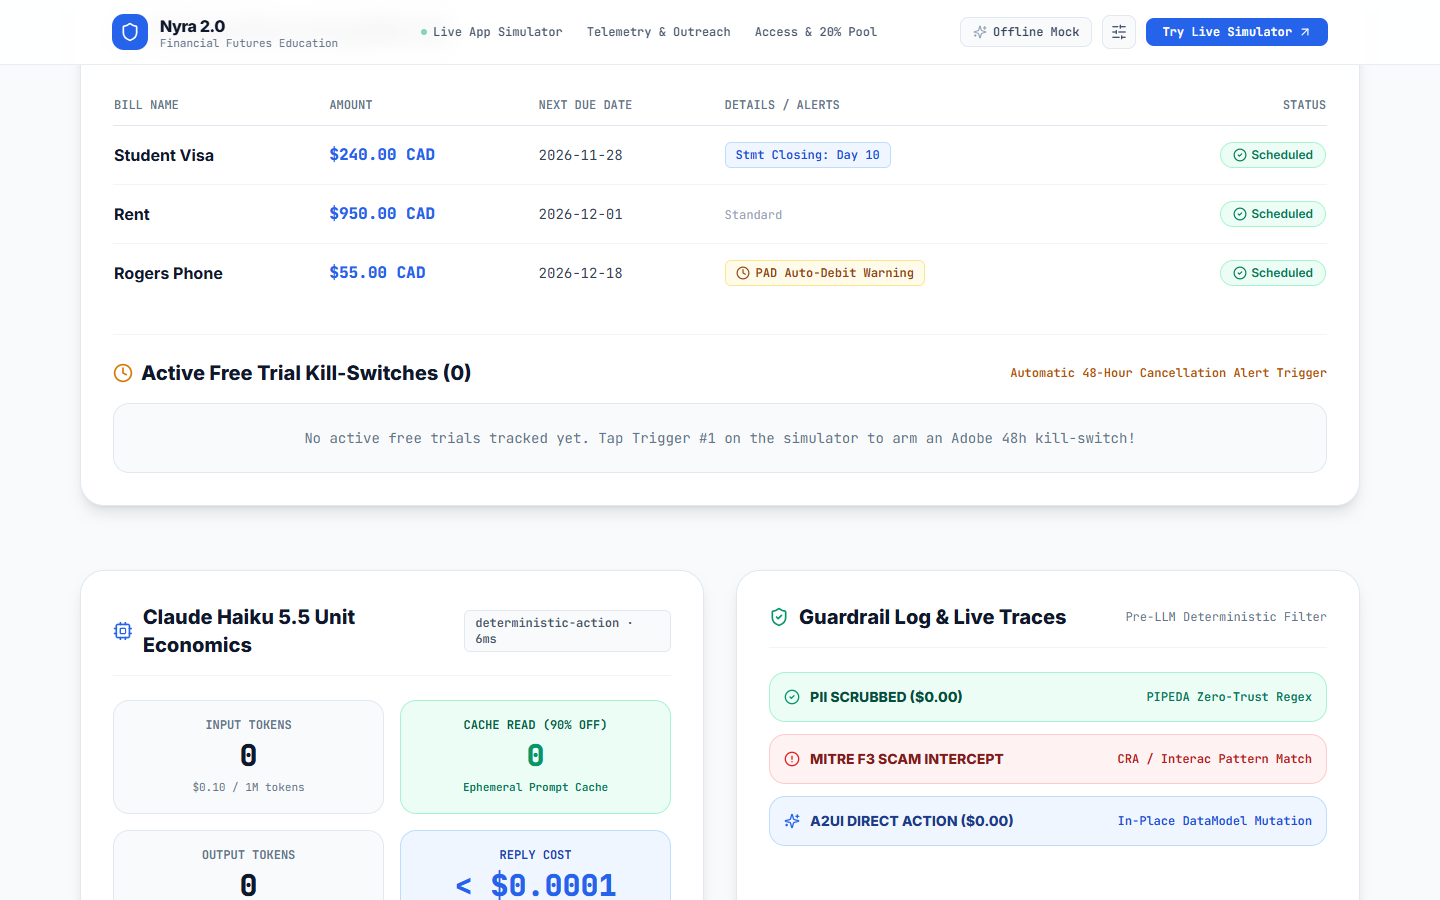 Nyra 2.0
Financial Futures Education
Live App Simulator
Telemetry & Outreach
Access & 20% Pool
Offline Mock
Try Live Simulator
BILL NAME
AMOUNT
NEXT DUE DATE
DETAILS / ALERTS
STATUS
Student Visa
$240.00 CAD
2026-11-28
Stmt Closing: Day 10
Scheduled
Rent
$950.00 CAD
2026-12-01
Standard
Scheduled
Rogers Phone
$55.00 CAD
2026-12-18
PAD Auto-Debit Warning
Scheduled
Active Free Trial Kill-Switches (0)
Automatic 48-Hour Cancellation Alert Trigger
No active free trials tracked yet. Tap Trigger #1 on the simulator to arm an Adobe 48h kill-switch!
Claude Haiku 5.5 Unit
Economics
deterministic-action ·
6ms
INPUT TOKENS
0
$0.10 / 1M tokens
CACHE READ (90% OFF)
0
Ephemeral Prompt Cache
OUTPUT TOKENS
0
REPLY COST
< $0.0001
Guardrail Log & Live Traces
Pre-LLM Deterministic Filter
PII SCRUBBED ($0.00)
PIPEDA Zero-Trust Regex
MITRE F3 SCAM INTERCEPT
CRA / Interac Pattern Match
A2UI DIRECT ACTION ($0.00)
In-Place DataModel Mutation